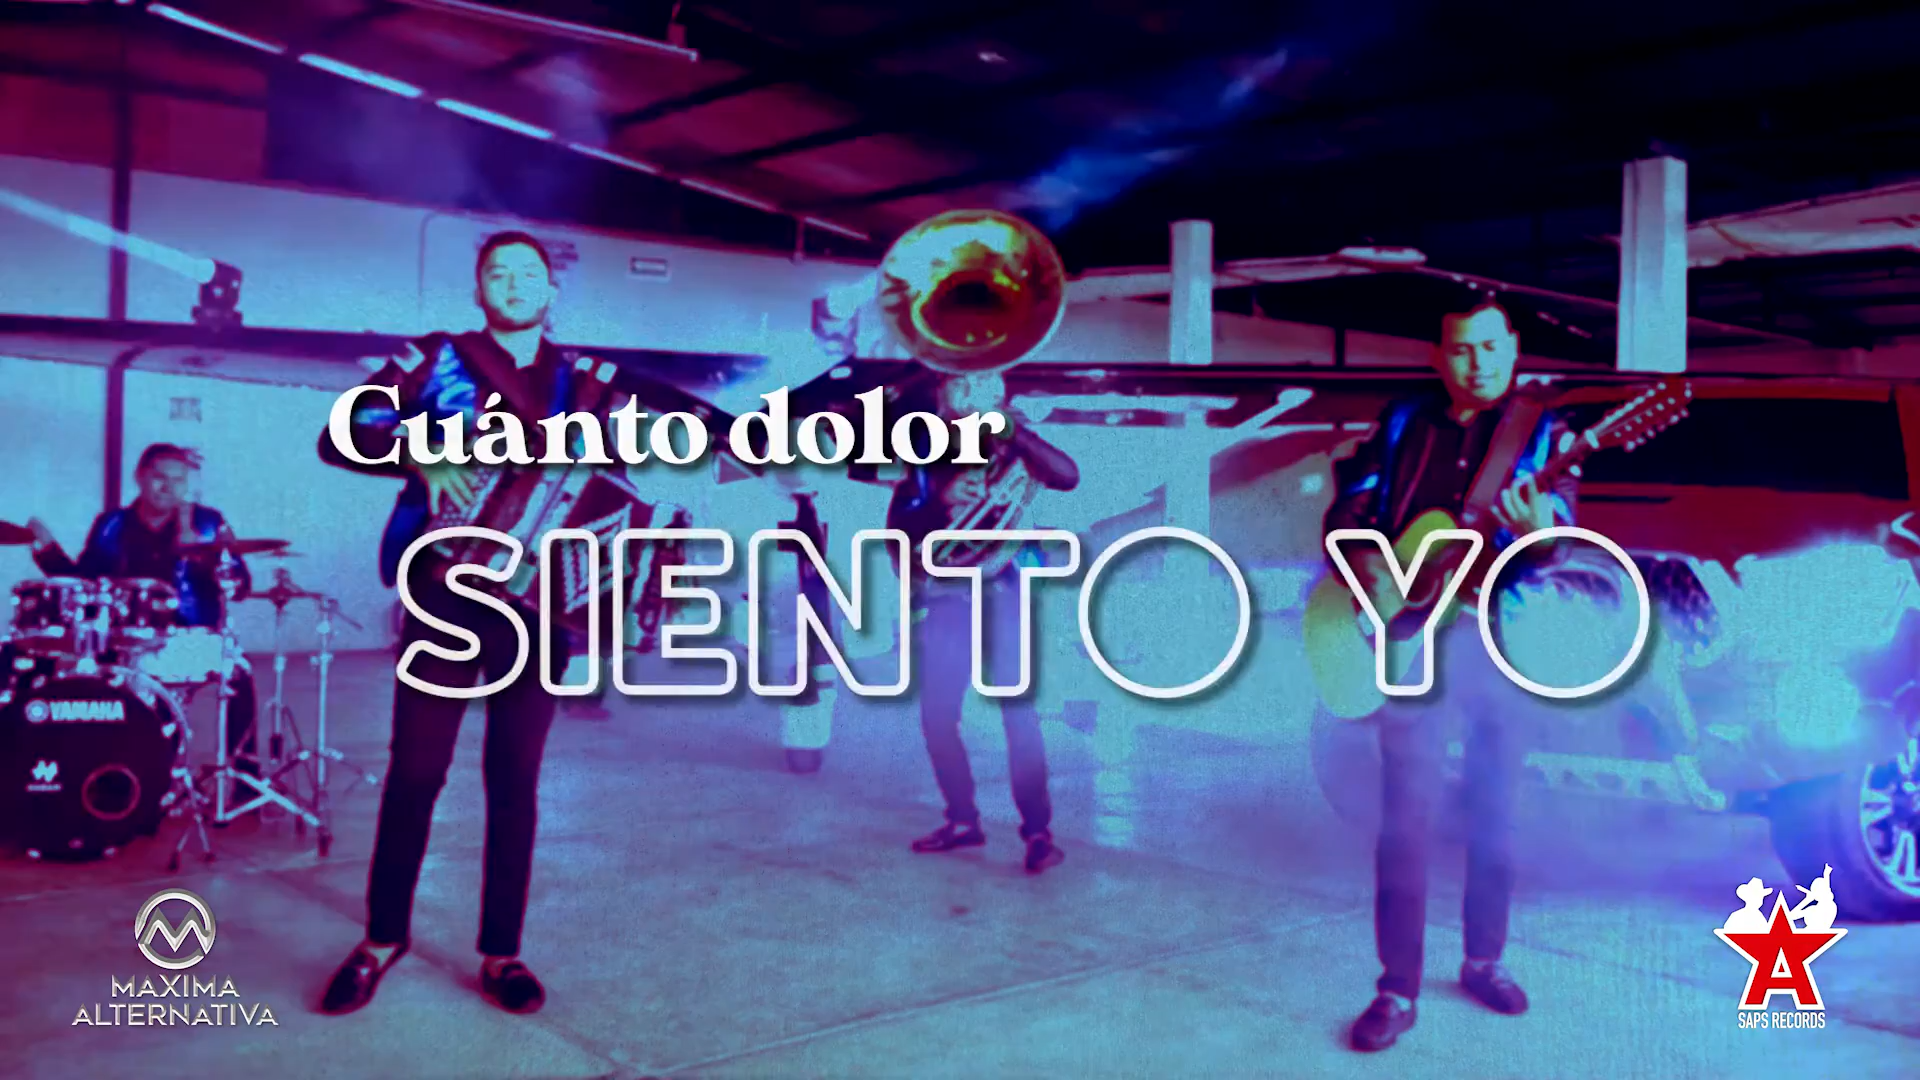 Cuánto dolor
SIENTO YO
YAMAHA
MAXIMA
ALTERNATIVA
A
SAPS RECORDS